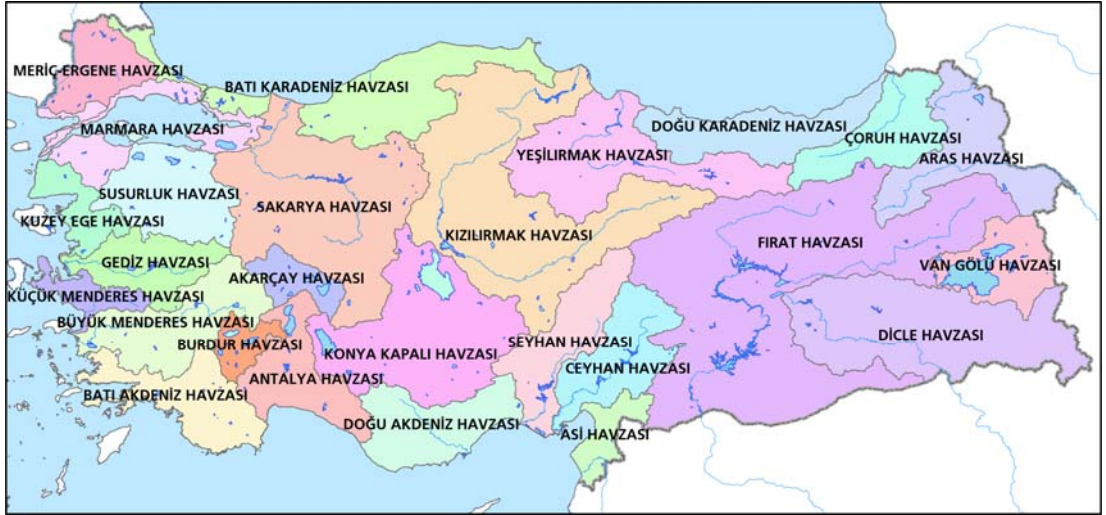 MERİÇ-ERGENE HAVZASI
BATI KARADENİZ HAVZASI
MARMARA HAVZASI
DOĞU KARADENİZ HAVZASI
ÇORUH HAVZASI
YEŞİLIRMAK HAVZASI
ARAS HAVZASI
SUSURLUK HAVZASI
SAKARYA HAVZASI
KUZEY EGE HAVZASI
KIZILIRMAK HAVZASI
FIRAT HAVZASI
GEDİZ HAVZASI
VAN GÖLÜ HAVZASI
AKARÇAY HAVZASI
KÜÇÜK MENDERES HAVZASI
BÜYÜK MENDERES HAVZASI
DİCLE HAVZASI
BURDUR HAVZASI
SEYHAN HAVZASI
KONYA KAPALI HAVZASI
CEYHAN HAVZASI
ANTALYA HAVZASI
BATI AKDENİZ HAVZASI
DOĞU AKDENİZ HAVZASI
ASİ HAVZASI